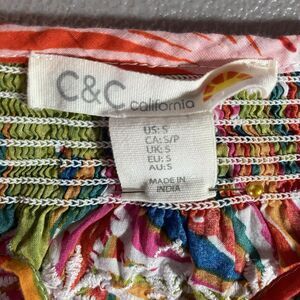 C&C california
US: S
CA: S/P
UK: S
EU: S
AU: S
MADE IN
INDIA